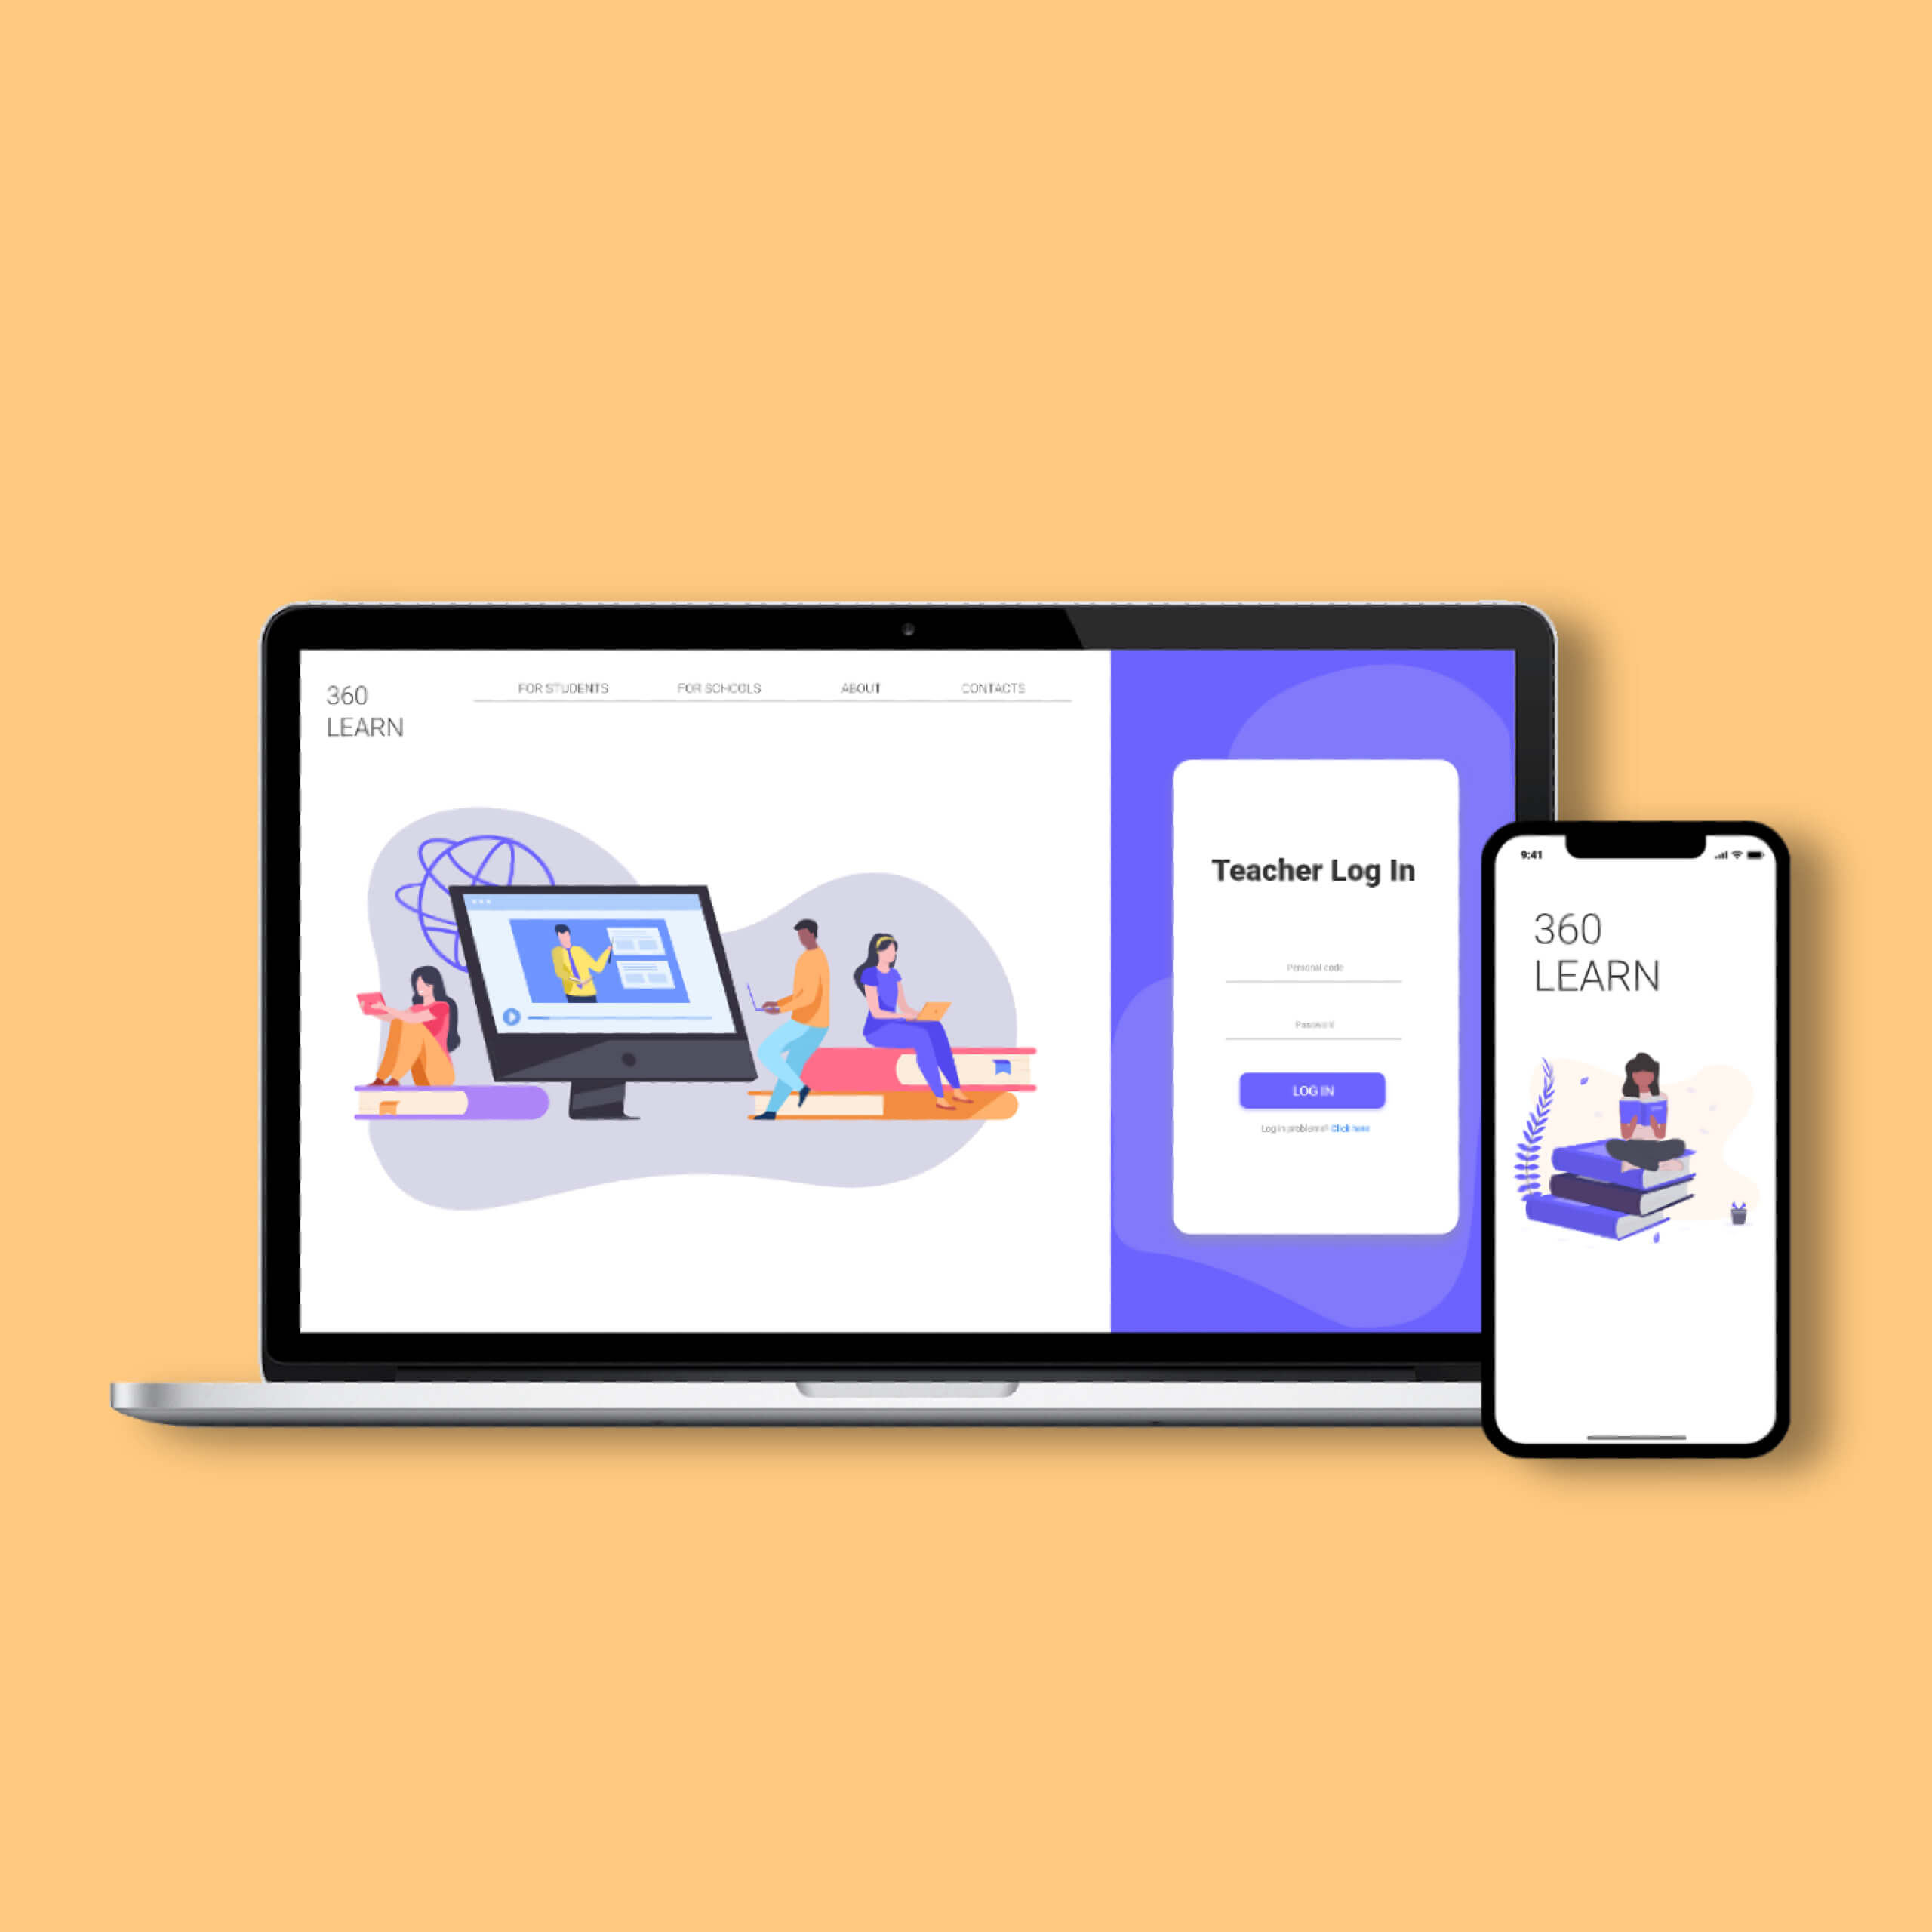 360
LEARN
FOR STUDENTS FOR SCHOOLS ABOUT CONTACTS
Teacher Log In
Personal code
Password
LOG IN
Log in problems? Click here
9:41
360
LEARN